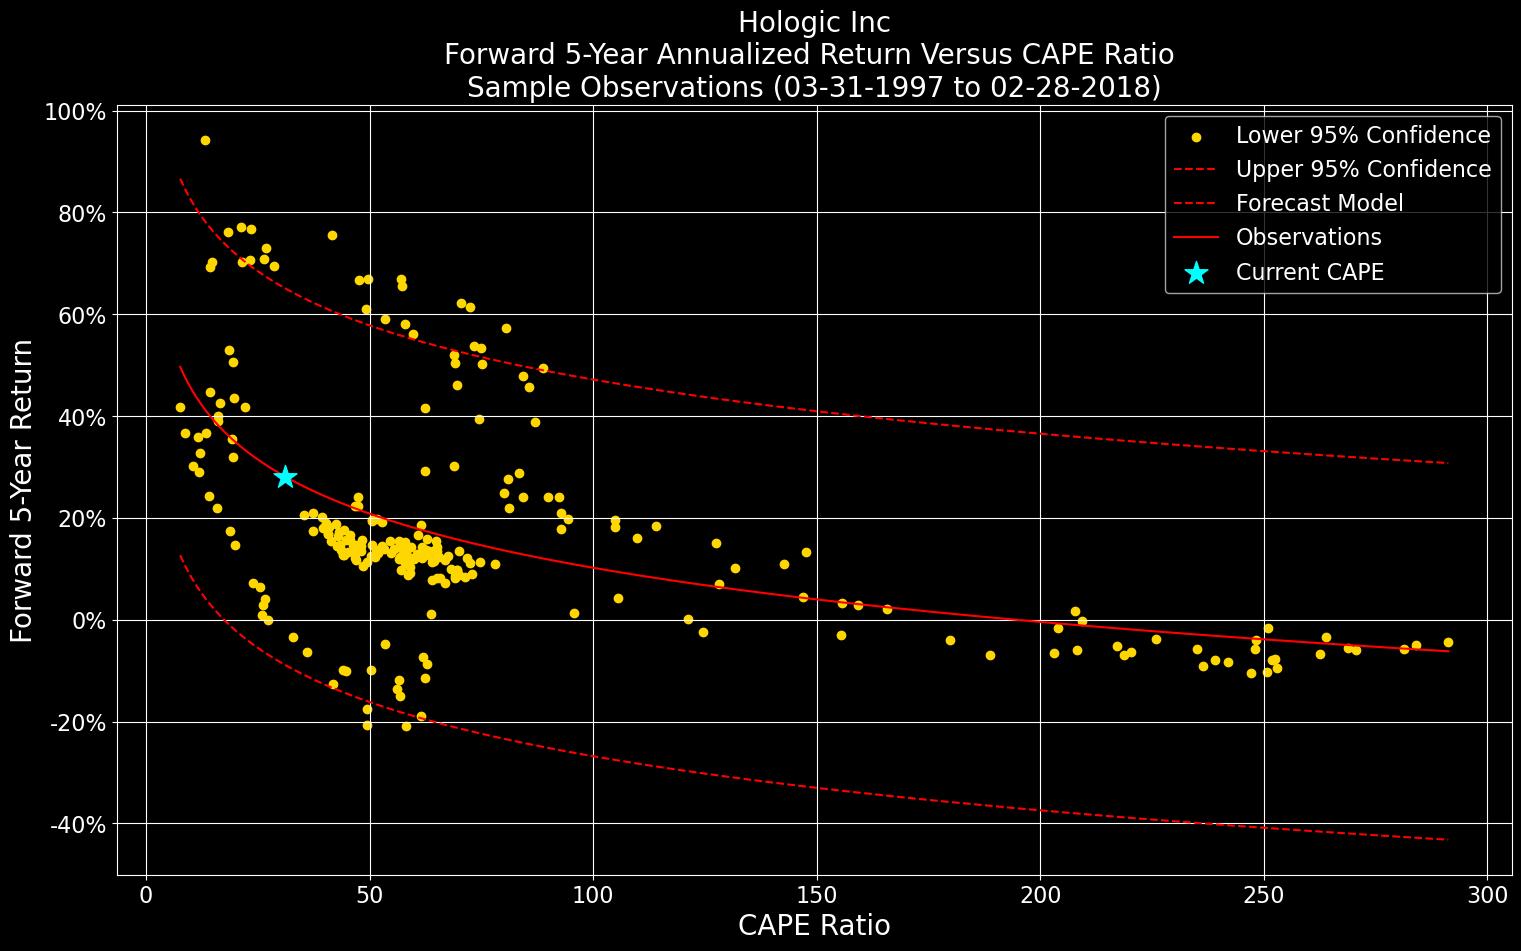 Hologic Inc
Forward 5-Year Annualized Return Versus CAPE Ratio
Sample Observations (03-31-1997 to 02-28-2018)
100%
80%
60%
40%
20%
0%
-20%
-40%
Forward 5-Year Return
Lower 95% Confidence
Upper 95% Confidence
Forecast Model
Observations
Current CAPE
0 50 100 150 200 250 300
CAPE Ratio